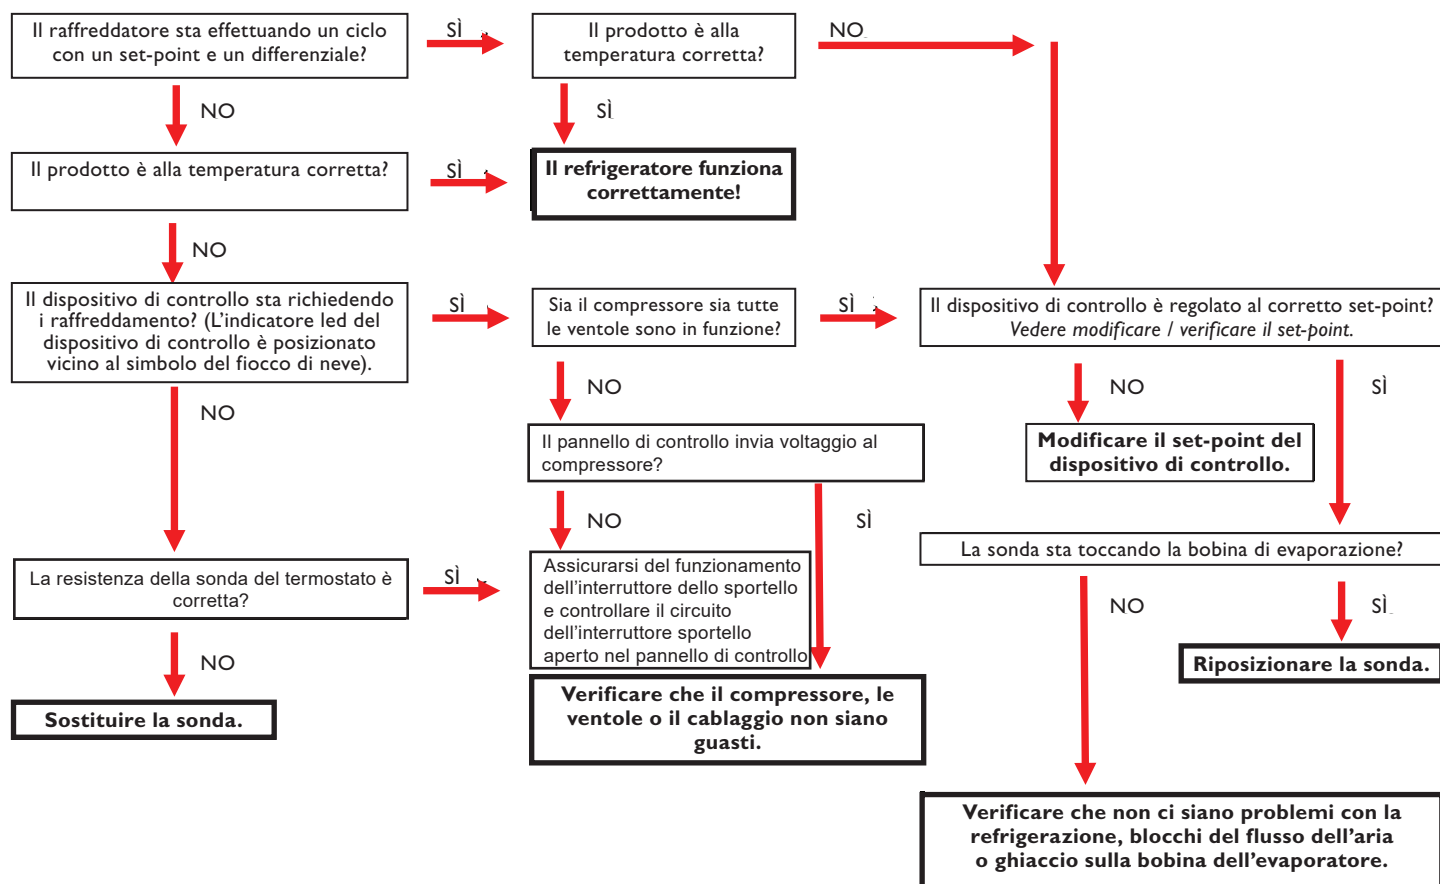 Il raffreddatore sta effettuando un ciclo
con un set-point e un differenziale?
SÌ
Il prodotto è alla
temperatura corretta?
NO
NO
SÌ
Il prodotto è alla temperatura corretta?
SÌ
Il refrigeratore funziona
correttamente!
NO
Il dispositivo di controllo sta richiedendo
i raffreddamento? (L'indicatore led del
dispositivo di controllo è posizionato
vicino al simbolo del fiocco di neve).
SÌ
Sia il compressore sia tutte
le ventole sono in funzione?
SÌ
Il dispositivo di controllo è regolato al corretto set-point?
Vedere modificare / verificare il set-point.
NO
NO
NO
SÌ
Il pannello di controllo invia voltaggio al
compressore?
Modificare il set-point del
dispositivo di controllo.
NO
SÌ
La sonda sta toccando la bobina di evaporazione?
La resistenza della sonda del termostato è
corretta?
SÌ
Assicurarsi del funzionamento
dell'interruttore dello sportello
e controllare il circuito
dell'interruttore sportello
aperto nel pannello di controllo
NO
SÌ
NO
Riposizionare la sonda.
Sostituire la sonda.
Verificare che il compressore, le
ventole o il cablaggio non siano
guasti.
Verificare che non ci siano problemi con la
refrigerazione, blocchi del flusso dell'aria
o ghiaccio sulla bobina dell'evaporatore.